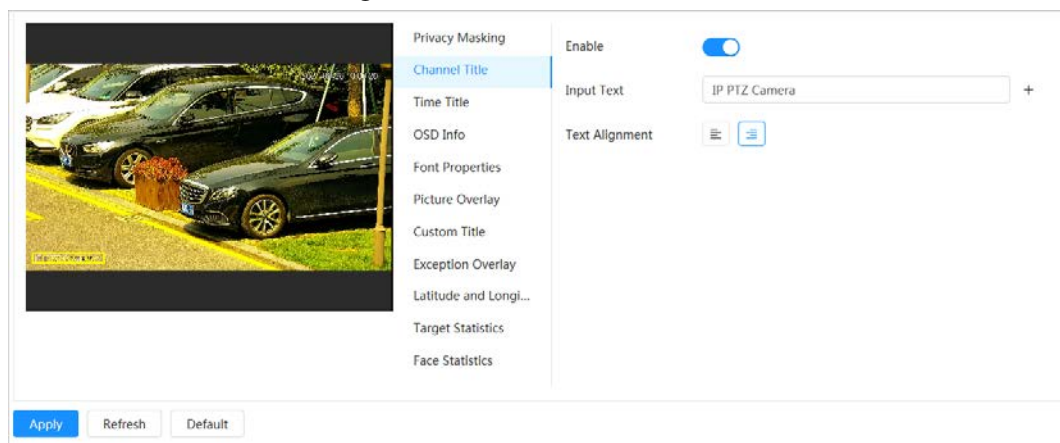 Privacy Masking
Channel Title
Time Title
OSD Info
Font Properties
Picture Overlay
Custom Title
Exception Overlay
Latitude and Longi...
Target Statistics
Face Statistics
Enable
Input Text
IP PTZ Camera
+
Text Alignment
Apply
Refresh
Default